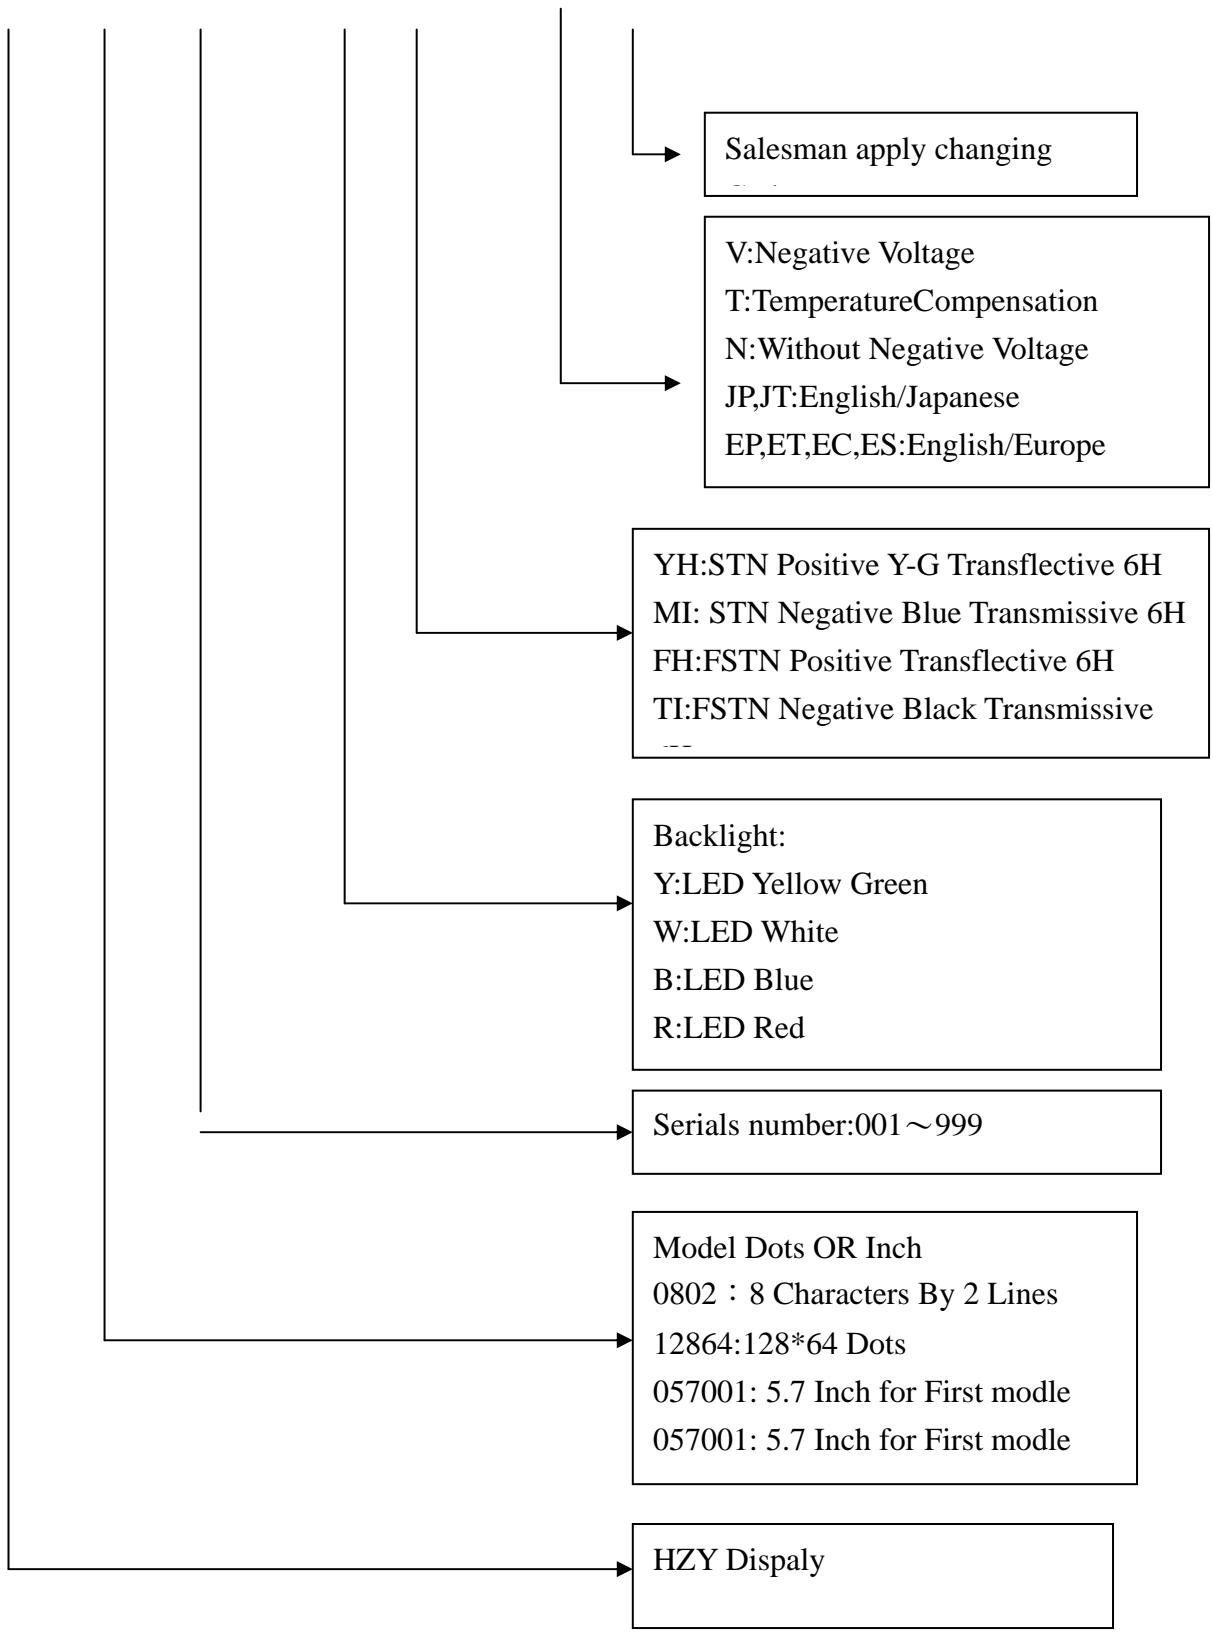 Salesman apply changing
V:Negative Voltage
T:TemperatureCompensation
N:Without Negative Voltage
JP,JT:English/Japanese
EP,ET,EC,ES:English/Europe
YH:STN Positive Y-G Transflective 6H
MI: STN Negative Blue Transmissive 6H
FH:FSTN Positive Transflective 6H
TI:FSTN Negative Black Transmissive
Backlight:
Y:LED Yellow Green
W:LED White
B:LED Blue
R:LED Red
Serials number:001～999
Model Dots OR Inch
0802：8 Characters By 2 Lines
12864:128*64 Dots
057001: 5.7 Inch for First modle
057001: 5.7 Inch for First modle
HZY Dispaly